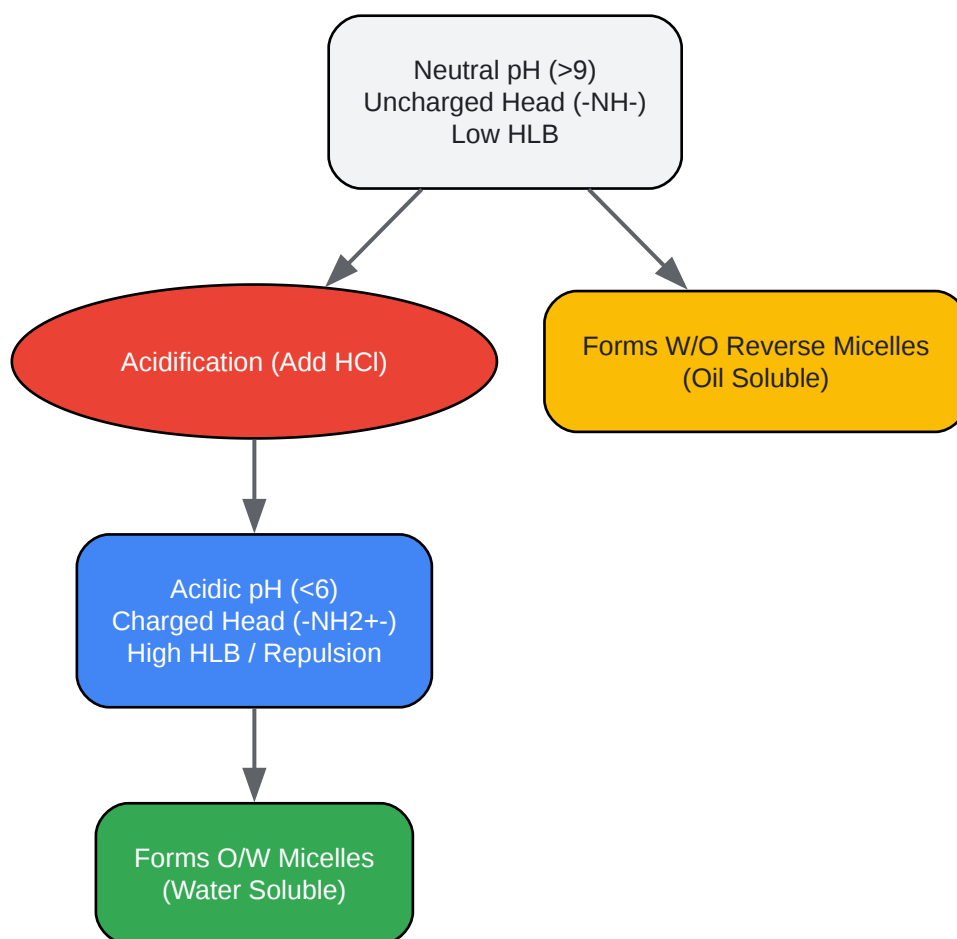 Neutral pH (>9)
Uncharged Head (-NH-)
Low HLB
Acidification (Add HCl)
Forms W/O Reverse Micelles
(Oil Soluble)
Acidic pH (<6)
Charged Head (-NH2+-)
High HLB / Repulsion
Forms O/W Micelles
(Water Soluble)